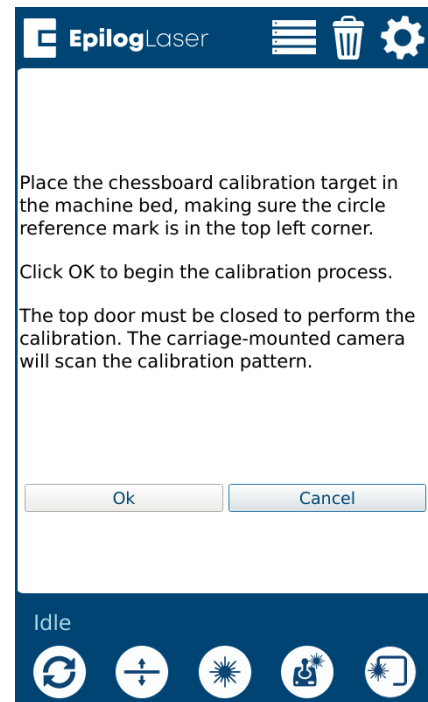 EpilogLaser
Place the chessboard calibration target in
the machine bed, making sure the circle
reference mark is in the top left corner.
Click OK to begin the calibration process.
The top door must be closed to perform the
calibration. The carriage-mounted camera
will scan the calibration pattern.
Ok
Cancel
Idle